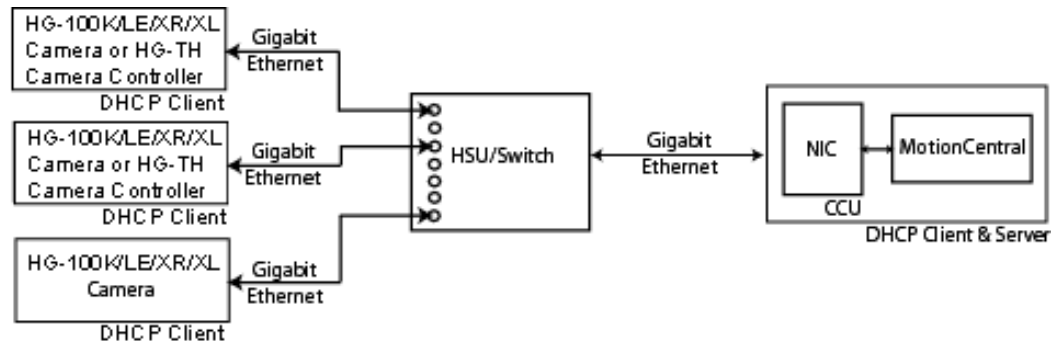 HG-100K/LE/XR/XL
Camera or HG-TH
Camera Controller
DHCP Client
Gigabit
Ethernet
HG-100K/LE/XR/XL
Camera or HG-TH
Camera Controller
DHCP Client
Gigabit
Ethernet
HG-100K/LE/XR/XL
Camera
DHCP Client
Gigabit
Ethernet
HSU/Switch
Gigabit
Ethernet
NIC
MotionCentral
CCU
DHCP Client & Server